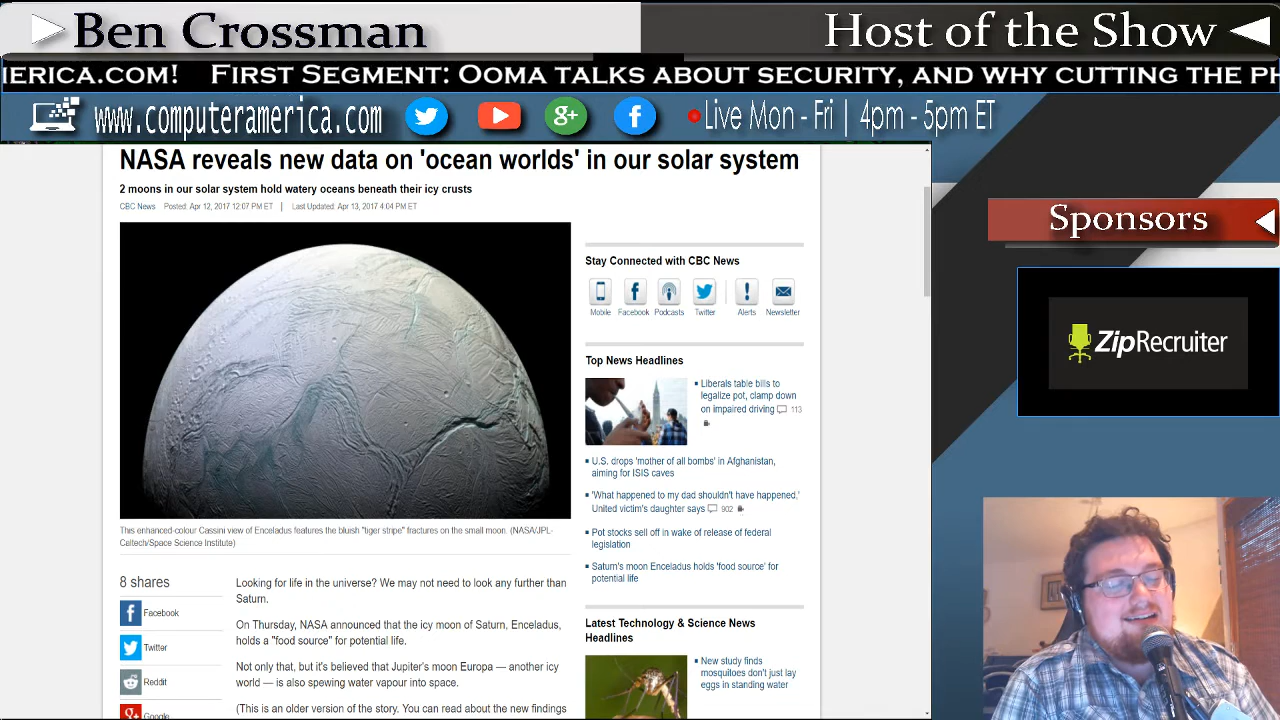 Ben Crossman
Host of the Show
ERICA.COM! FIRST SEGMENT: OOMA TALKS ABOUT SECURITY, AND WHY CUTTING THE
www.computeramerica.com
Live Mon - Fri | 4pm - 5pm ET
NASA reveals new data on 'ocean worlds' in our solar system
2 moons in our solar system hold watery oceans beneath their icy crusts
CBC News Posted: Apr 12, 2017 12:07 PM ET | Last Updated: Apr 13, 2017 4:04 PM ET
This enhanced-colour Cassini view of Enceladus features the bluish "tiger stripe" fractures on the small moon. (NASA/JPL-
Caltech/Space Science Institute)
8 shares
Facebook
Twitter
Reddit
Google
Looking for life in the universe? We may not need to look any further than
Saturn.
On Thursday, NASA announced that the icy moon of Saturn, Enceladus,
holds a "food source" for potential life.
Not only that, but it's believed that Jupiter's moon Europa — another icy
world — is also spewing water vapour into space.
(This is an older version of the story. You can read about the new findings
Stay Connected with CBC News
Mobile Facebook Podcasts Twitter Alerts Newsletter
Top News Headlines
Liberals table bills to
legalize pot, clamp down
on impaired driving 113
U.S. drops 'mother of all bombs' in Afghanistan,
aiming for ISIS caves
'What happened to my dad shouldn't have happened,'
United victim's daughter says 902
Pot stocks sell off in wake of release of federal
legislation
Saturn's moon Enceladus holds 'food source' for
potential life
Latest Technology & Science News
Headlines
New study finds
mosquitoes don't just lay
eggs in standing water
Sponsors
ZipRecruiter